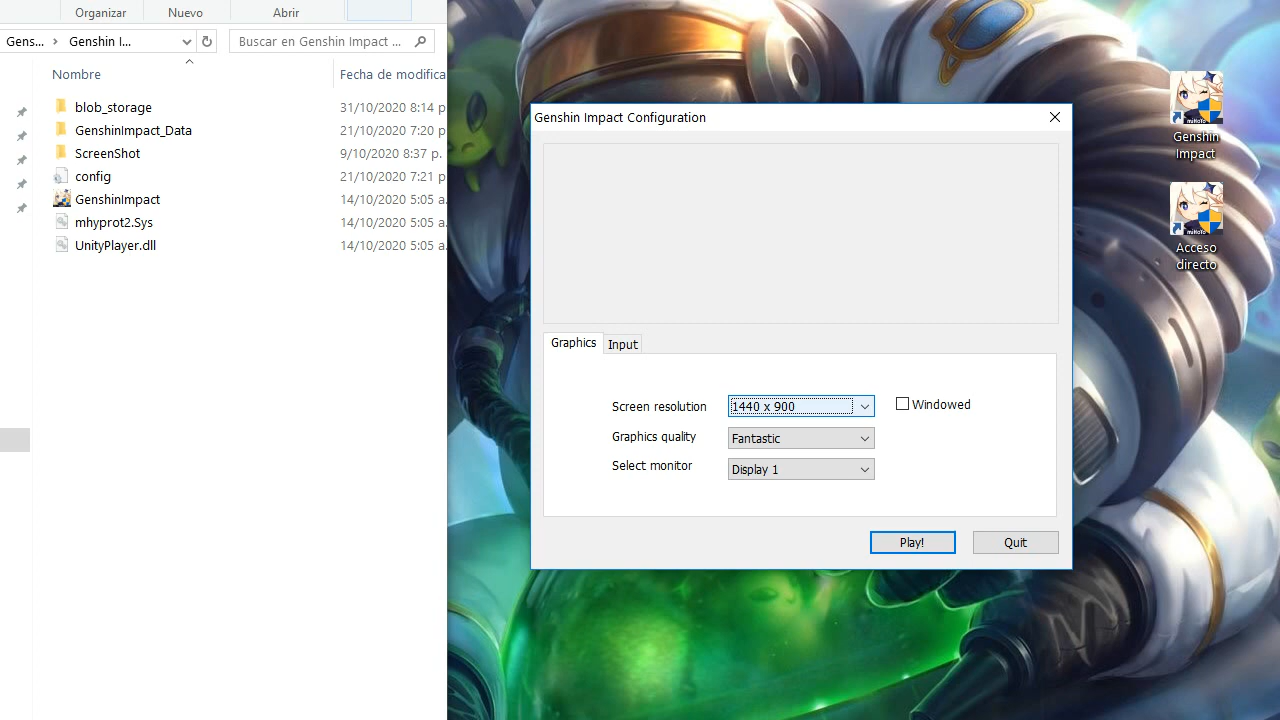 Organizar
Nuevo
Abrir
Gens...
Genshin I...
Buscar en Genshin Impact ...
Nombre
Fecha de modifica
blob_storage
31/10/2020 8:14 p
GenshinImpact_Data
21/10/2020 7:20 p
ScreenShot
9/10/2020 8:37 p.
config
21/10/2020 7:21 p
GenshinImpact
14/10/2020 5:05 a.
mhyprot2.Sys
14/10/2020 5:05 a.
UnityPlayer.dll
14/10/2020 5:05 a.
Genshin Impact Configuration
Graphics
Input
Screen resolution
1440 x 900
Windowed
Graphics quality
Fantastic
Select monitor
Display 1
Play!
Quit
miHoYo
Genshin
Impact
miHoYo
Acceso
directo